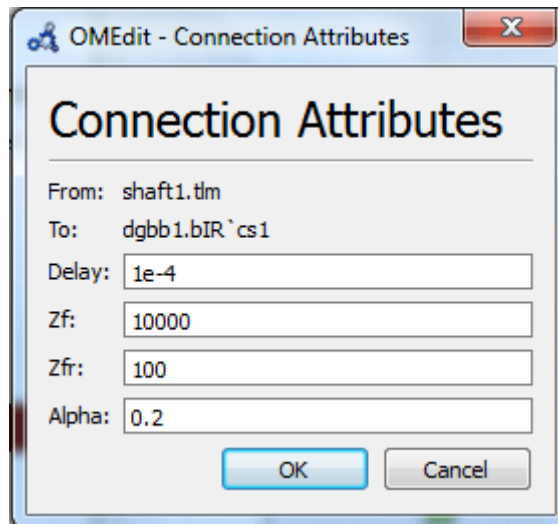 OMEdit - Connection Attributes
Connection Attributes
From: shaft1.tlm
To: dgbb1.bIR`cs1
Delay: 1e-4
Zf: 10000
Zfr: 100
Alpha: 0.2
OK Cancel